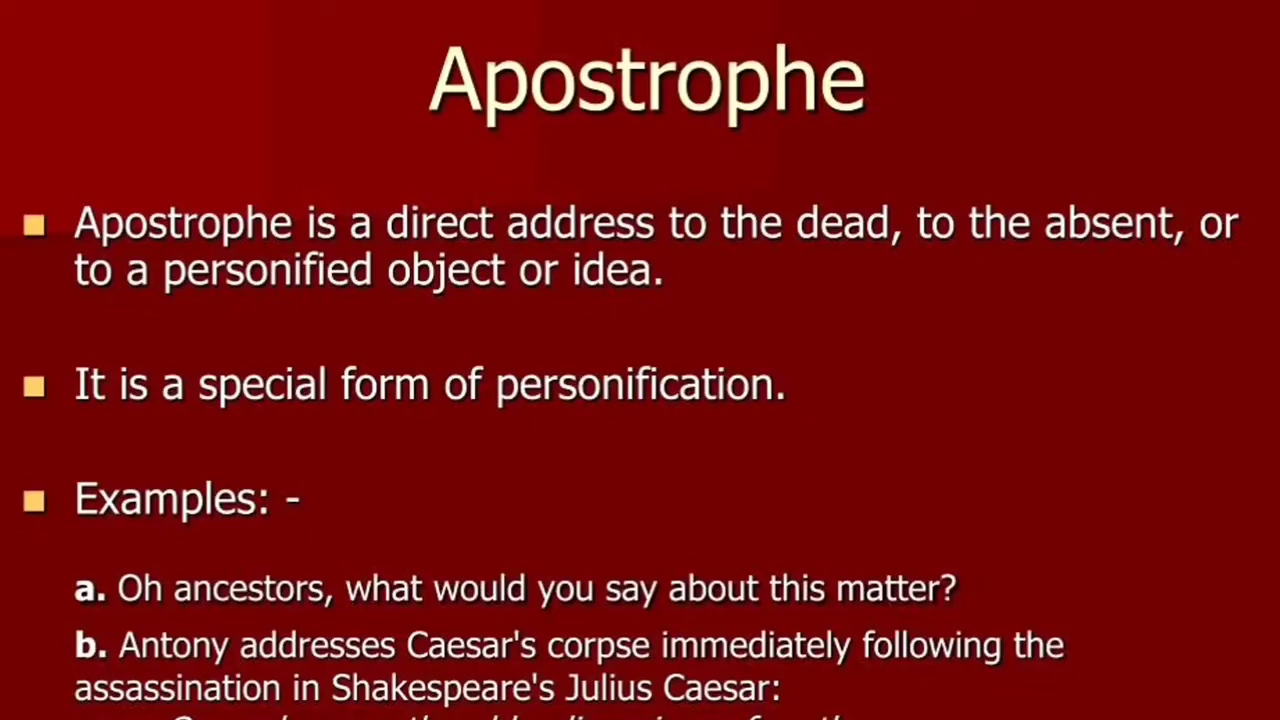 Apostrophe
Apostrophe is a direct address to the dead, to the absent, or
to a personified object or idea.
It is a special form of personification.
Examples: -
a. Oh ancestors, what would you say about this matter?
b. Antony addresses Caesar's corpse immediately following the
assassination in Shakespeare's Julius Caesar: